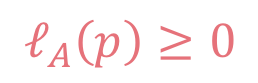 ℓ_A(p) ≥ 0